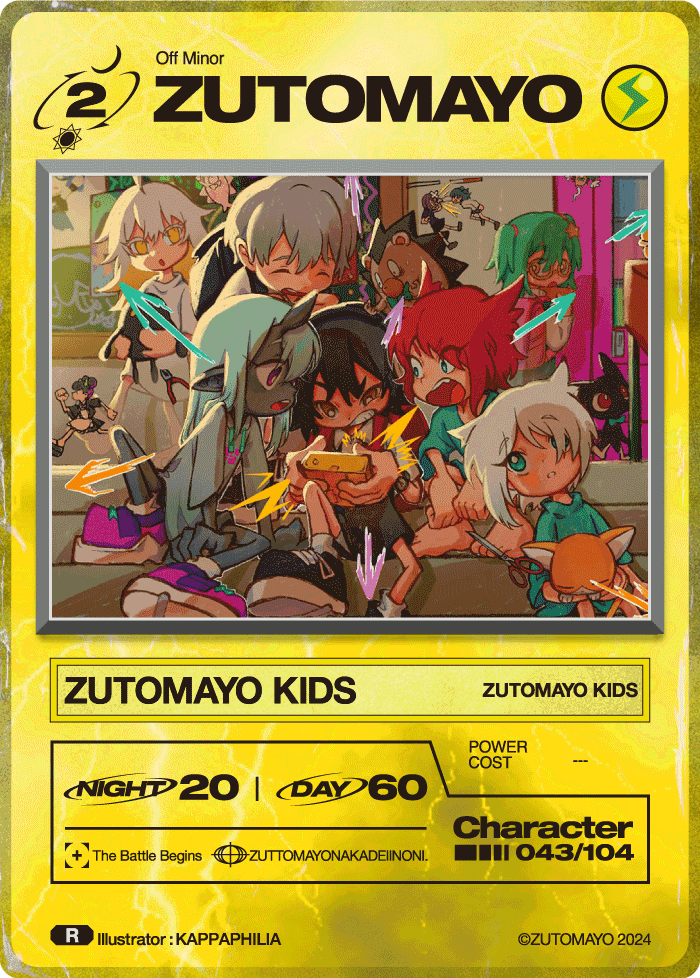 Off Minor
2 ZUTOMAYO
ZUTOMAYO KIDS ZUTOMAYO KIDS
POWER
COST ---
NIGHT 20 | DAY 60
Character
043/104
The Battle Begins ZUTTOMAYONAKADEIINONI.
R Illustrator : KAPPAPHILIA ©ZUTOMAYO 2024